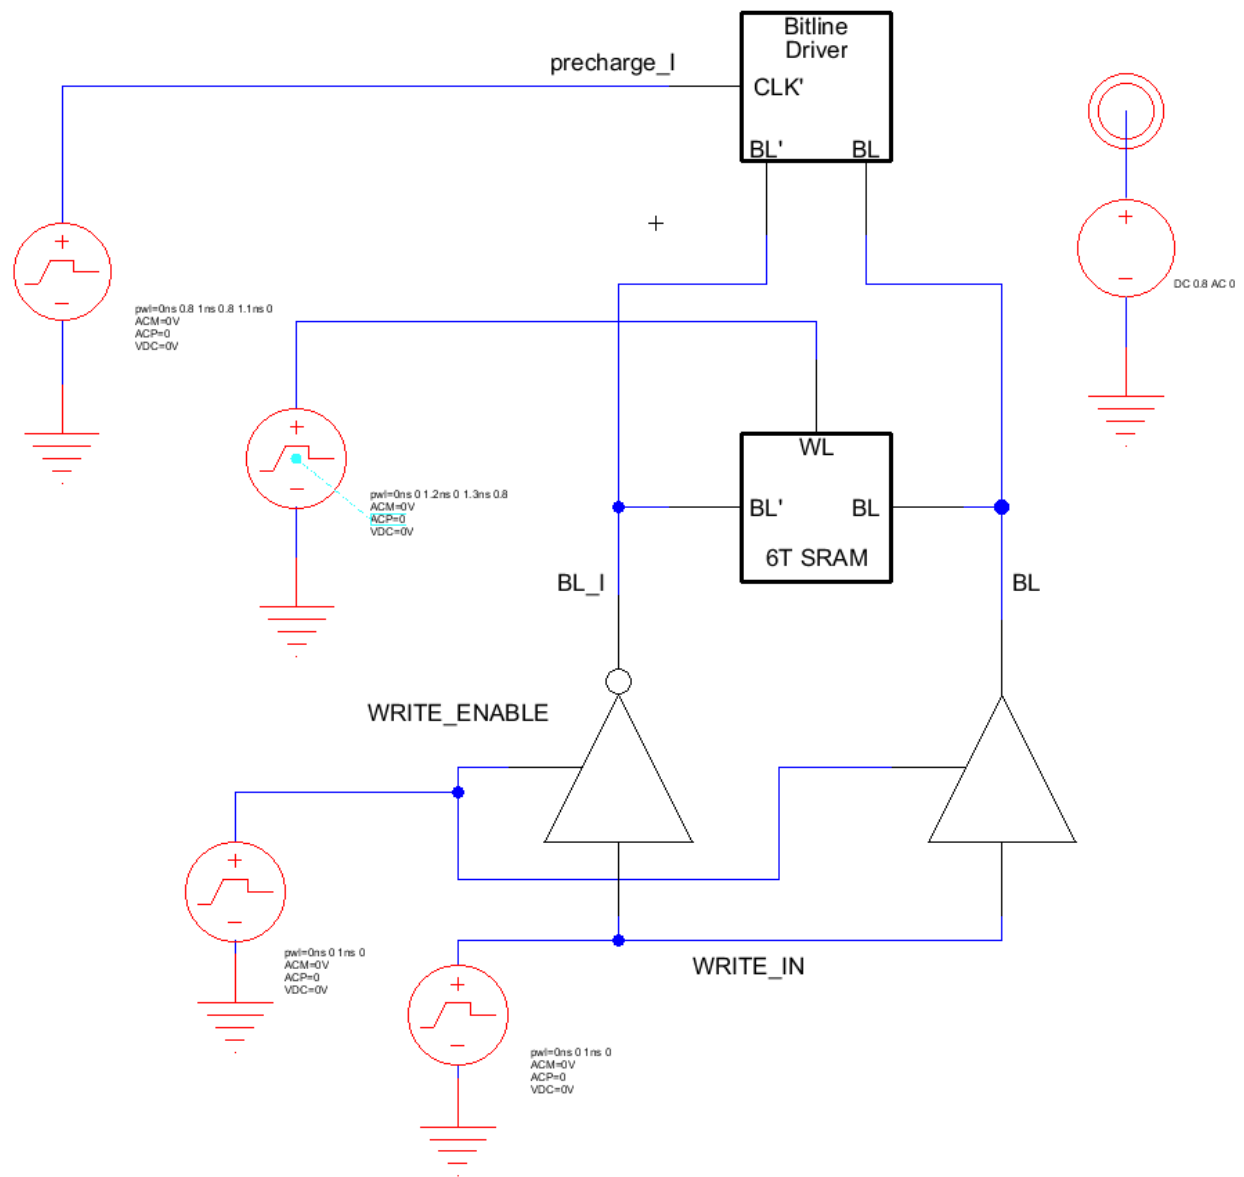 Bitline
Driver
precharge_I
CLK'
BL'
BL
DC 0.8 AC 0
pwl=0ns 0.8 1ns 0.8 1.1ns 0
ACM=0V
ACP=0
VDC=0V
WL
pwl=0ns 0 1.2ns 0 1.3ns 0.8
ACM=0V
ACP=0
VDC=0V
BL'
BL
6T SRAM
BL_I
BL
WRITE_ENABLE
pwl=0ns 0 1ns 0
ACM=0V
ACP=0
VDC=0V
WRITE_IN
pwl=0ns 0 1ns 0
ACM=0V
ACP=0
VDC=0V